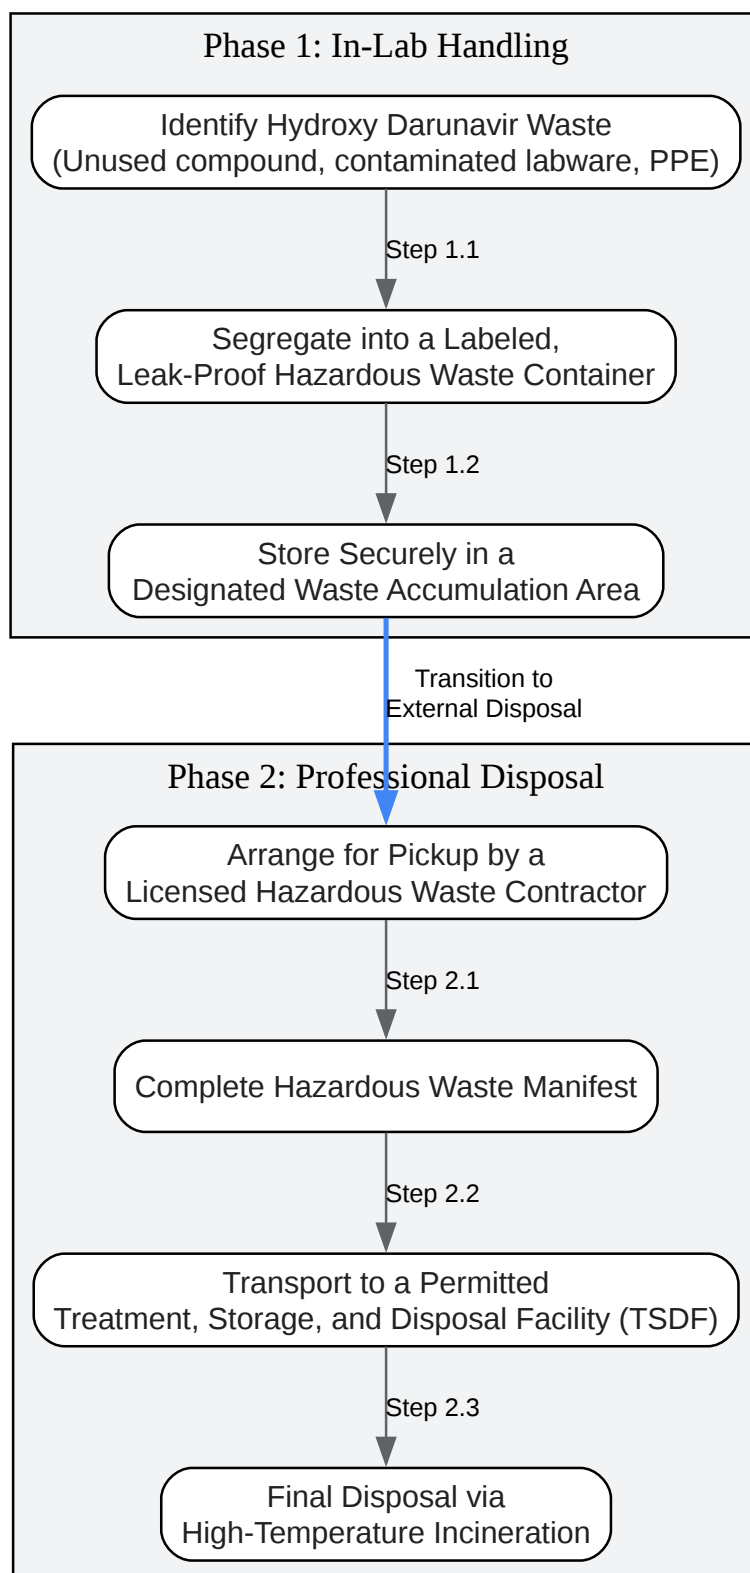 Phase 1: In-Lab Handling
Identify Hydroxy Darunavir Waste
(Unused compound, contaminated labware, PPE)
Step 1.1
Segregate into a Labeled,
Leak-Proof Hazardous Waste Container
Step 1.2
Store Securely in a
Designated Waste Accumulation Area
Transition to
External Disposal
Phase 2: Professional Disposal
Arrange for Pickup by a
Licensed Hazardous Waste Contractor
Step 2.1
Complete Hazardous Waste Manifest
Step 2.2
Transport to a Permitted
Treatment, Storage, and Disposal Facility (TSDF)
Step 2.3
Final Disposal via
High-Temperature Incineration